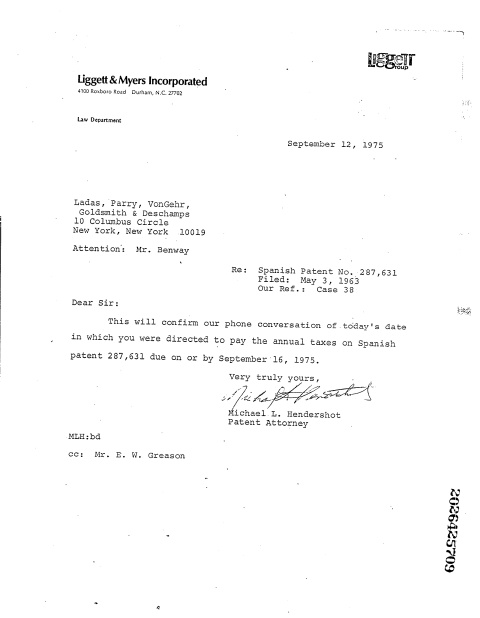 Liggett Group
Liggett & Myers Incorporated
4100 Roxboro Road Durham, N.C. 27702
Law Department
September 12, 1975
Ladas, Parry, VonGehr,
Goldsmith & Deschamps
10 Columbus Circle
New York, New York 10019
Attention: Mr. Benway
Re: Spanish Patent No. 287,631
Filed: May 3, 1963
Our Ref.: Case 38
Dear Sir:
This will confirm our phone conversation of today's date
in which you were directed to pay the annual taxes on Spanish
patent 287,631 due on or by September 16, 1975.
Very truly yours,
Michael L. Hendershot
Patent Attorney
MLH:bd
cc: Mr. E. W. Greason
2026425709